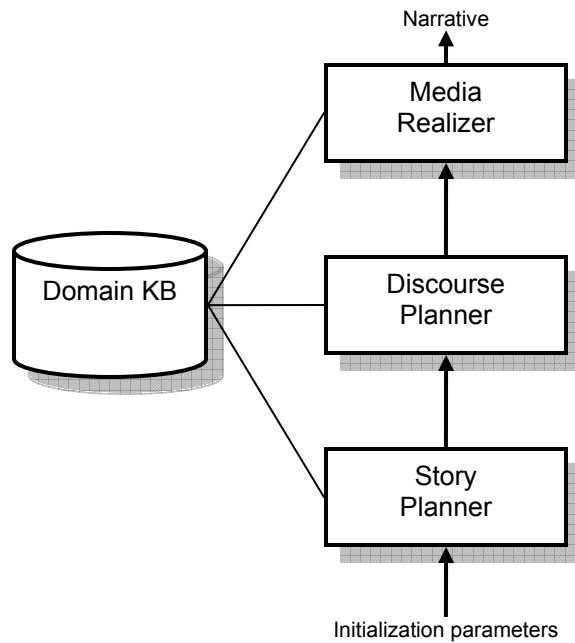 Narrative
Media
Realizer
Domain KB
Discourse
Planner
Story
Planner
Initialization parameters